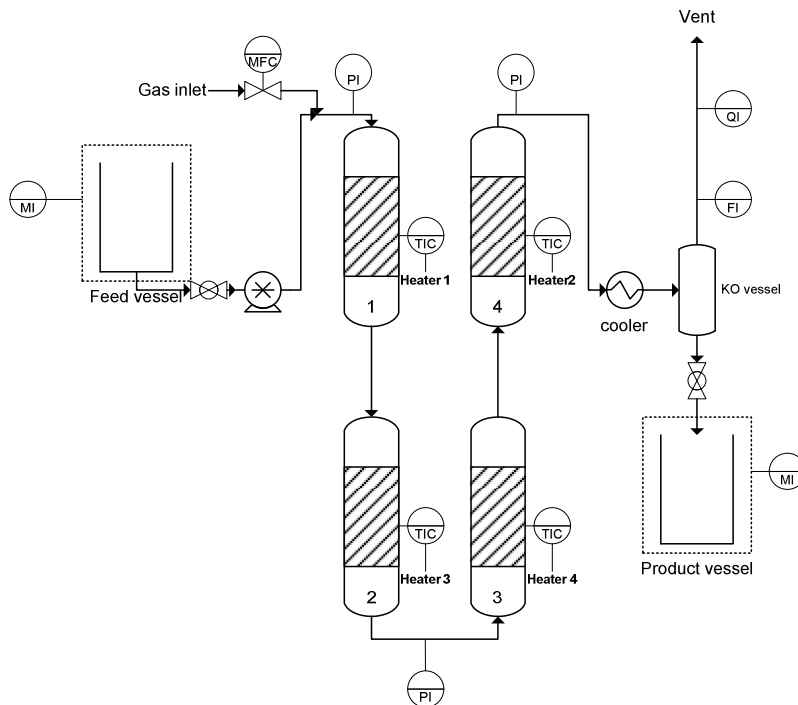 Vent
MFC
PI
PI
Gas inlet
QI
MI
FI
TIC
TIC
Heater 1
Heater2
Feed vessel
KO vessel
1
4
cooler
MI
TIC
TIC
Heater 3
Heater 4
Product vessel
2
3
PI